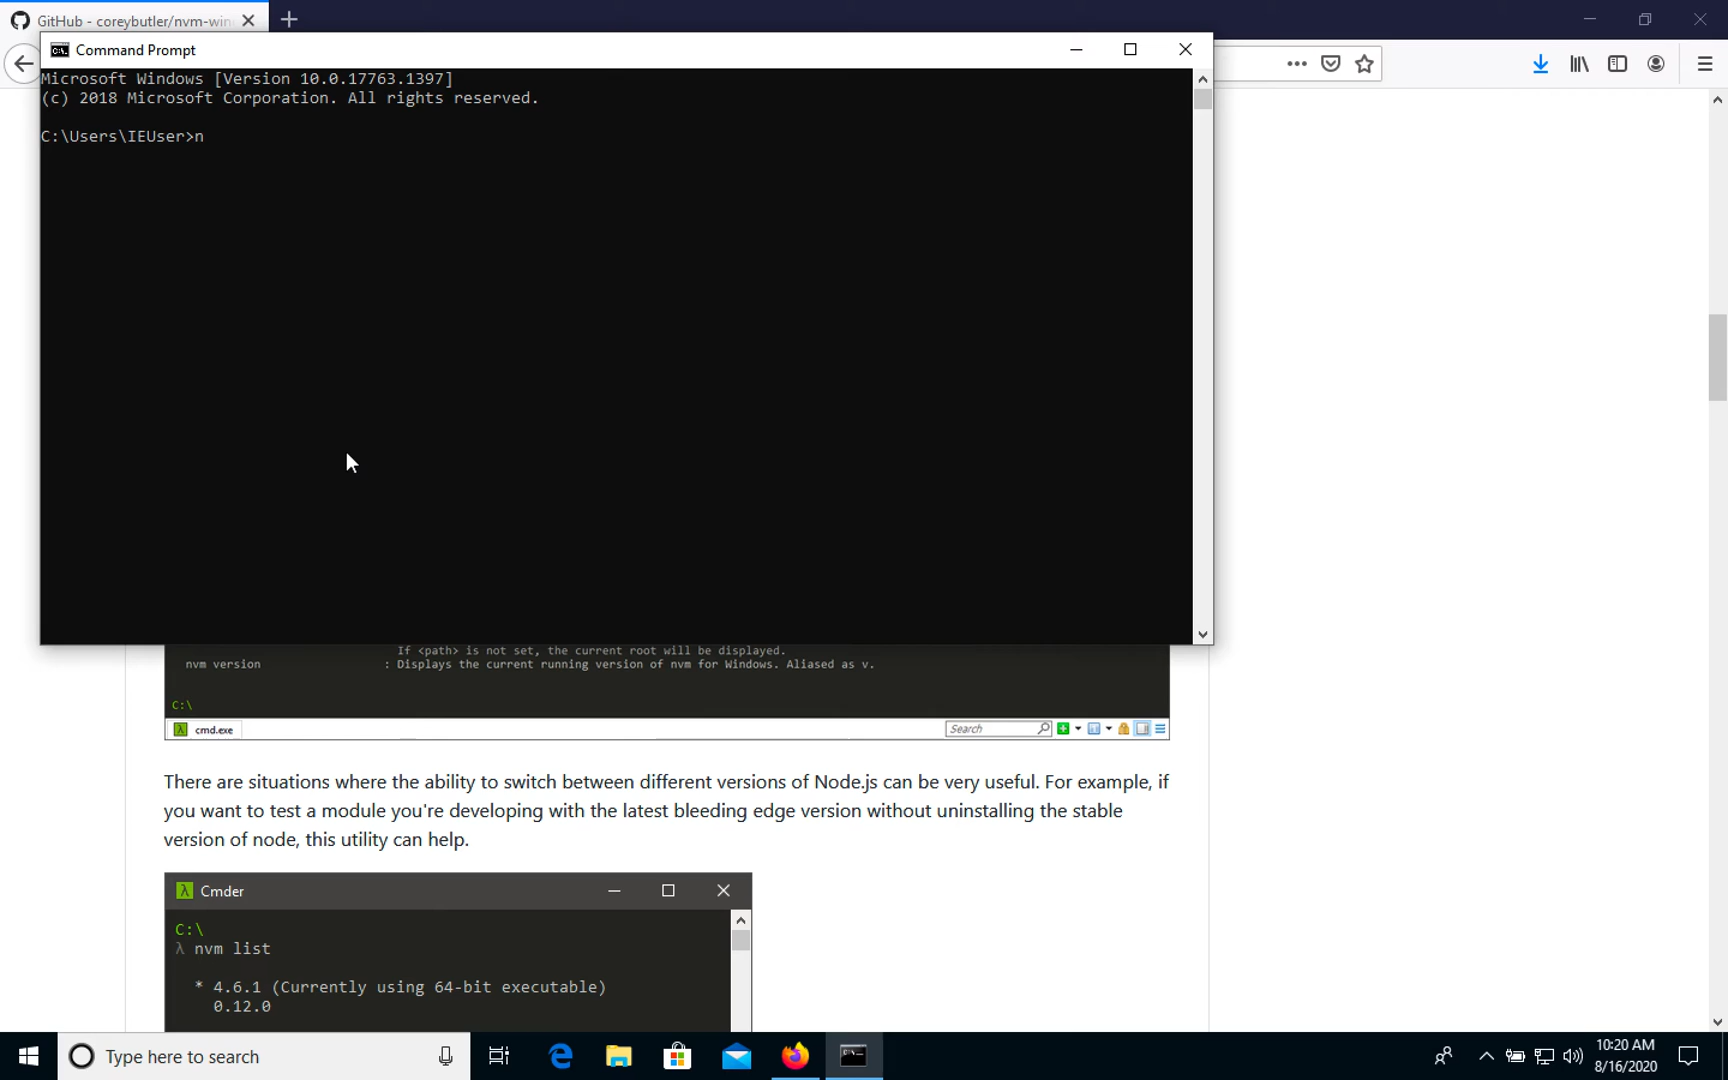 GitHub - coreybutler/nvm-win
Command Prompt
Microsoft Windows [Version 10.0.17763.1397]
(c) 2018 Microsoft Corporation. All rights reserved.
C:\Users\IEUser>n
If <path> is not set, the current root will be displayed.
nvm version : Displays the current running version of nvm for Windows. Aliased as v.
C:\
cmd.exe
Search
There are situations where the ability to switch between different versions of Node.js can be very useful. For example, if
you want to test a module you're developing with the latest bleeding edge version without uninstalling the stable
version of node, this utility can help.
λ Cmder
C:\
λ nvm list
* 4.6.1 (Currently using 64-bit executable)
0.12.0
Type here to search
10:20 AM
8/16/2020